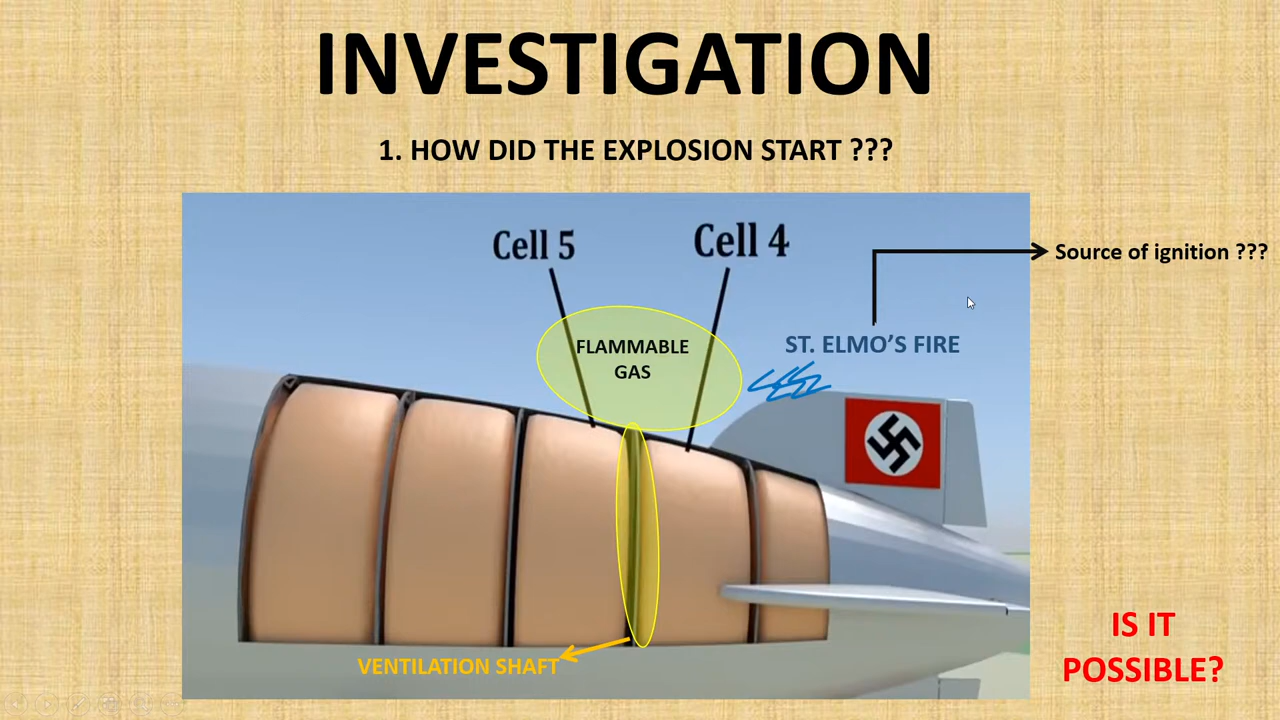 INVESTIGATION
1. HOW DID THE EXPLOSION START ???
Cell 5
Cell 4
Source of ignition ???
FLAMMABLE
GAS
ST. ELMO’S FIRE
VENTILATION SHAFT
IS IT
POSSIBLE?